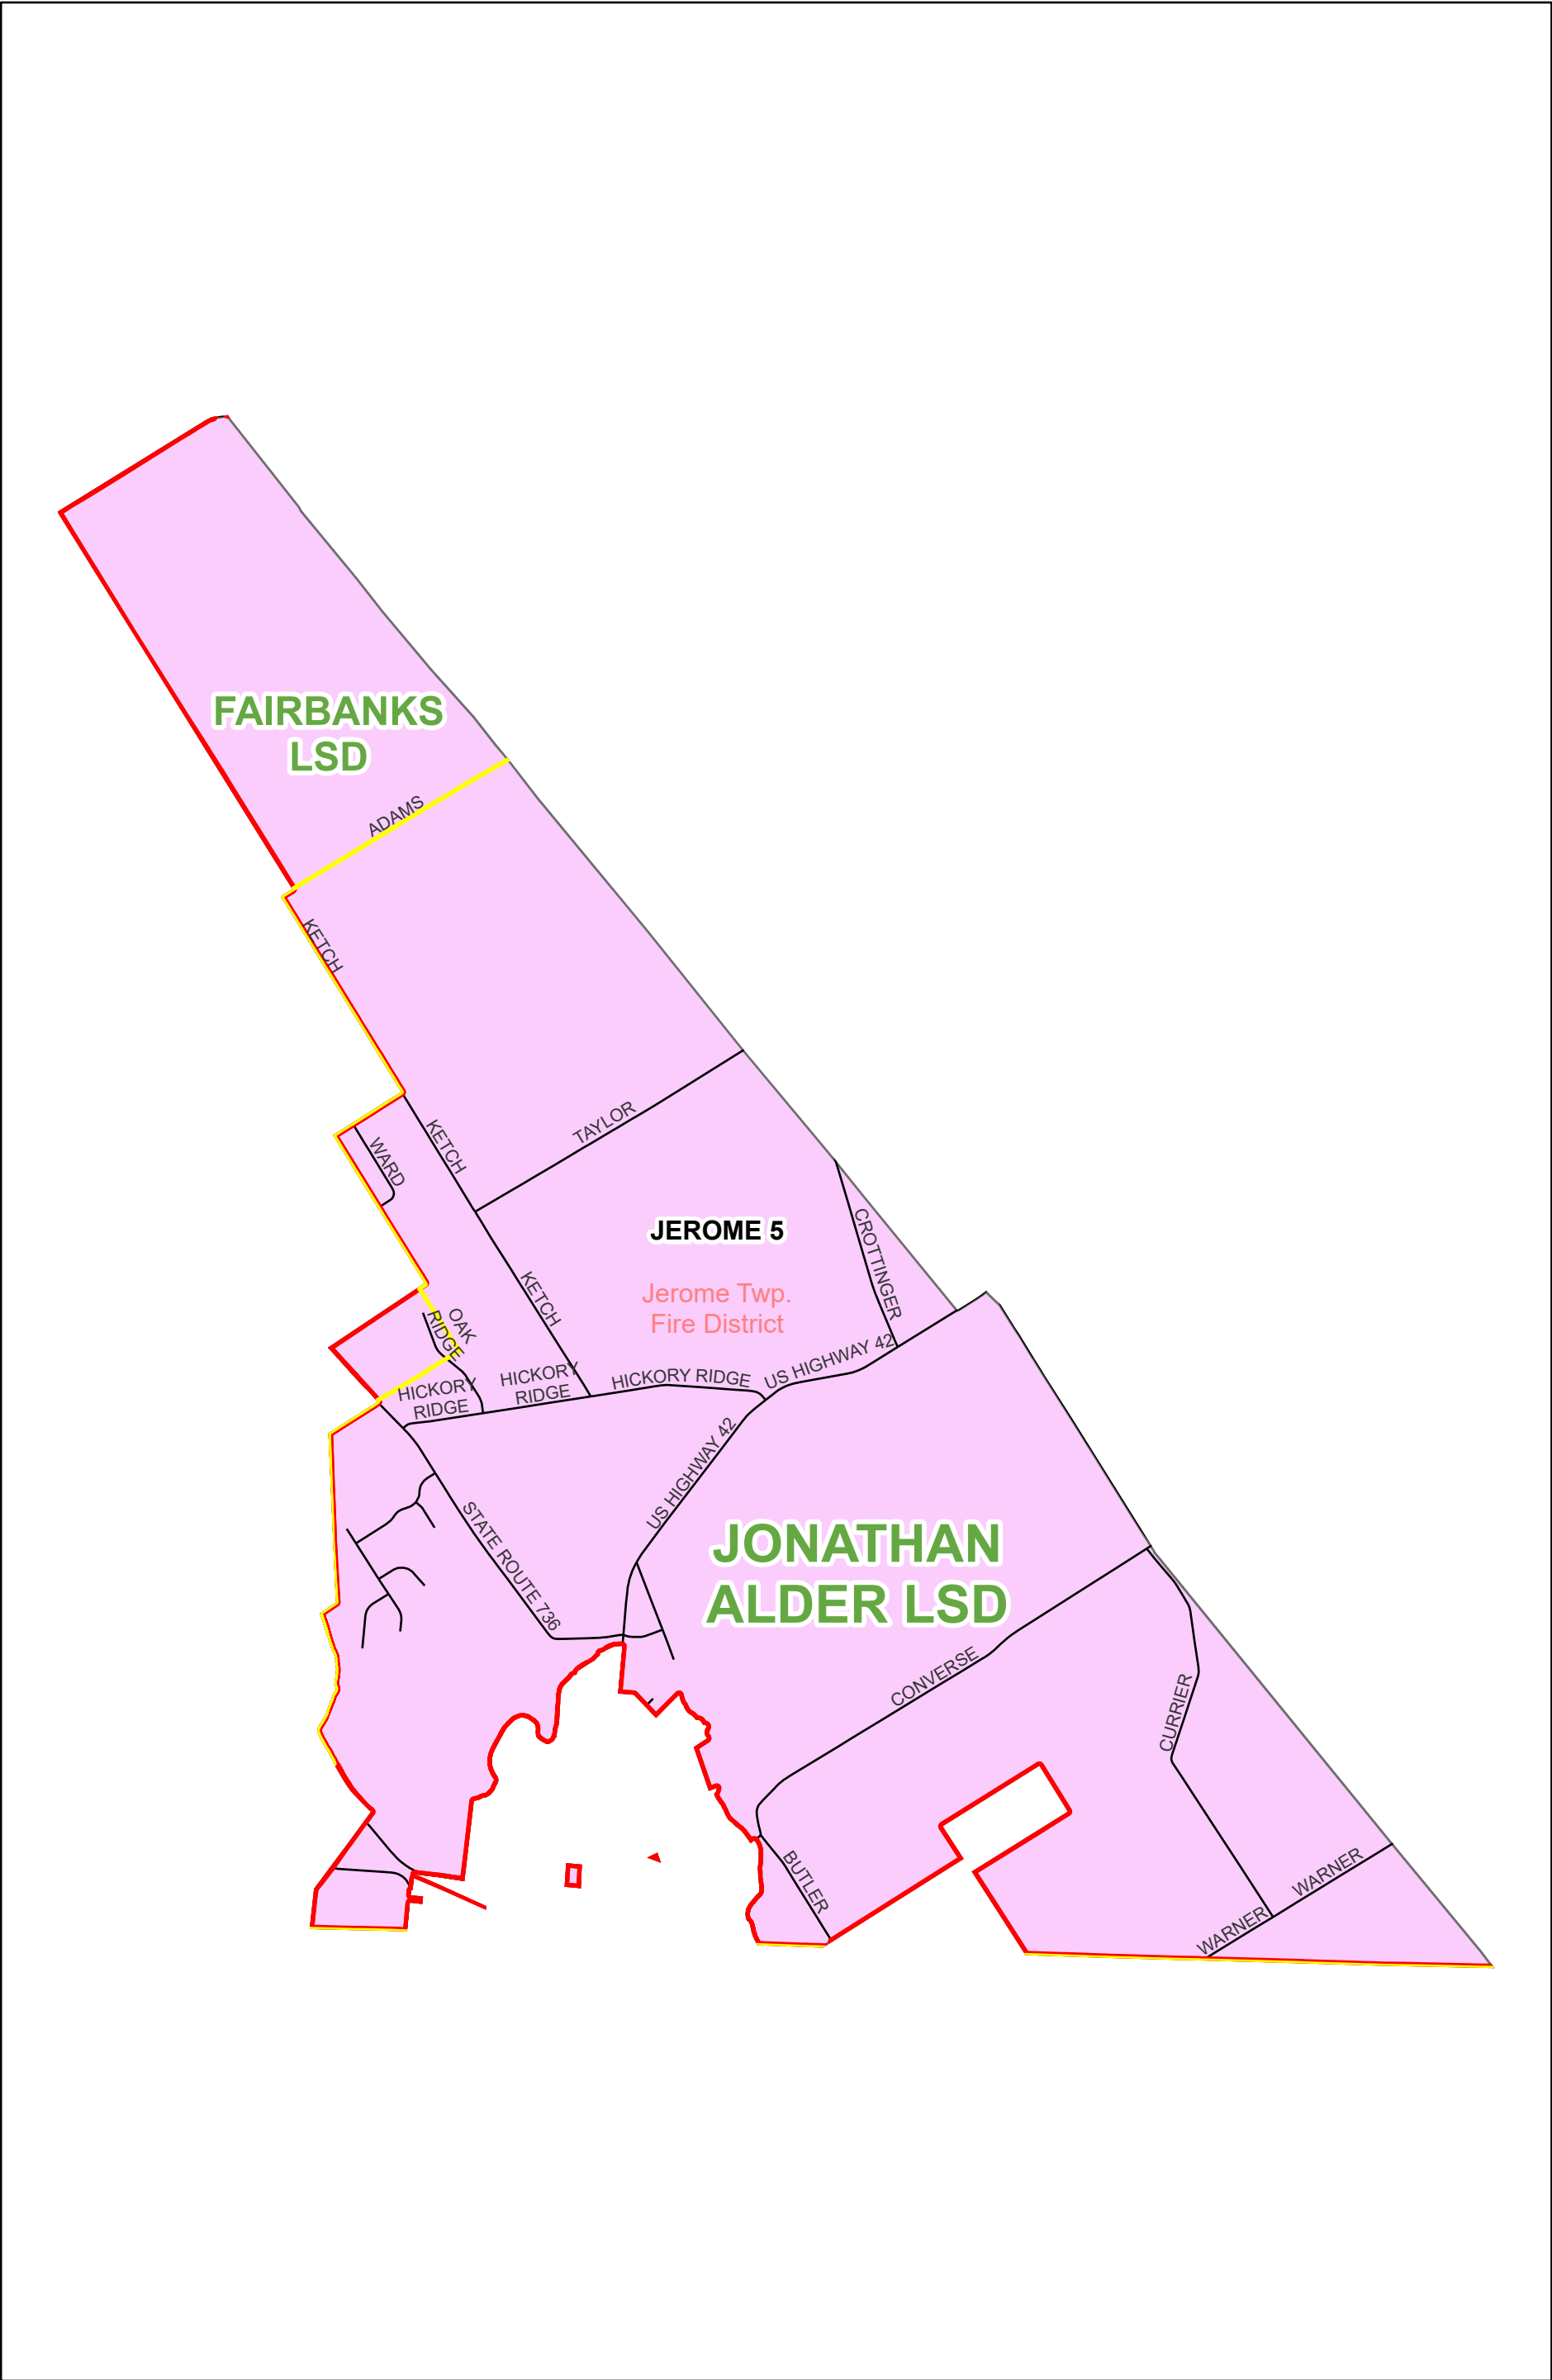 FAIRBANKS
LSD
ADAMS
KETCH
TAYLOR
KETCH
WARD
CROTTINGER
JEROME 5
KETCH
Jerome Twp.
Fire District
OAK
RIDGE
US HIGHWAY 42
HICKORY
RIDGE
HICKORY
RIDGE
HICKORY RIDGE
US HIGHWAY 42
STATE ROUTE 736
JONATHAN
ALDER LSD
CONVERSE
CURRIER
BUTLER
WARNER
WARNER